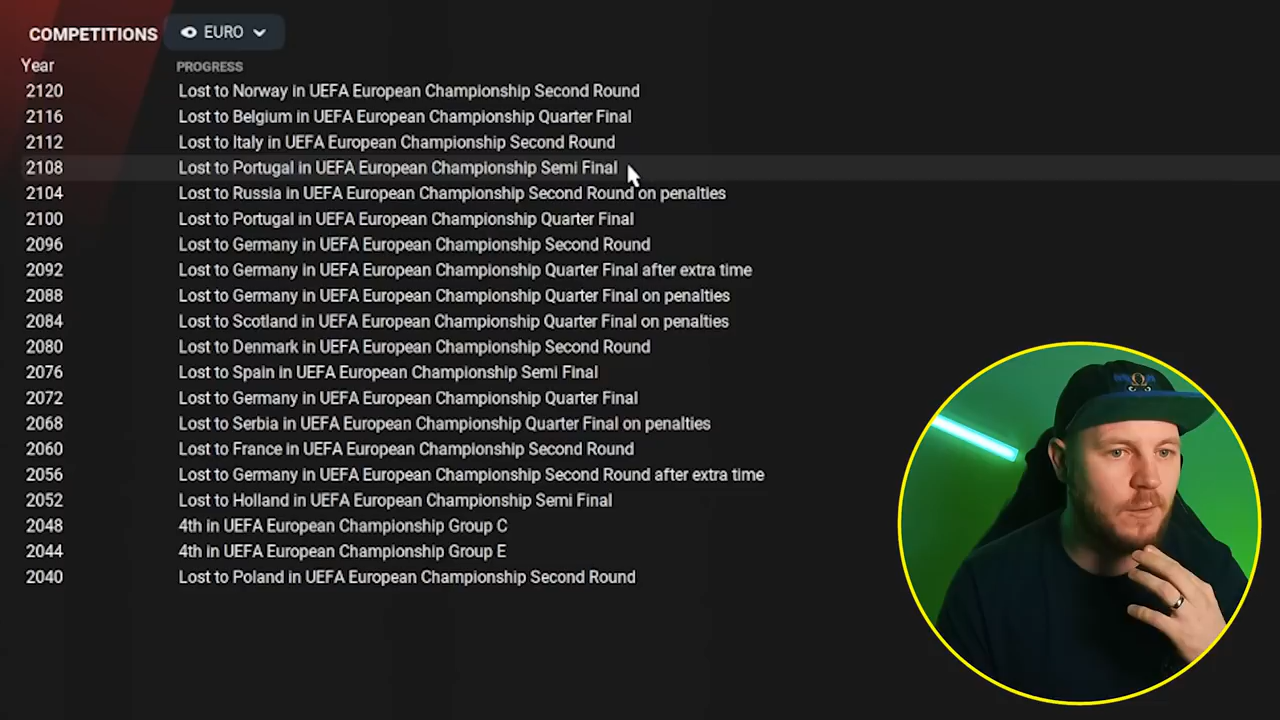 COMPETITIONS EURO
Year PROGRESS
2120 Lost to Norway in UEFA European Championship Second Round
2116 Lost to Belgium in UEFA European Championship Quarter Final
2112 Lost to Italy in UEFA European Championship Second Round
2108 Lost to Portugal in UEFA European Championship Semi Final
2104 Lost to Russia in UEFA European Championship Second Round on penalties
2100 Lost to Portugal in UEFA European Championship Quarter Final
2096 Lost to Germany in UEFA European Championship Second Round
2092 Lost to Germany in UEFA European Championship Quarter Final after extra time
2088 Lost to Germany in UEFA European Championship Quarter Final on penalties
2084 Lost to Scotland in UEFA European Championship Quarter Final on penalties
2080 Lost to Denmark in UEFA European Championship Second Round
2076 Lost to Spain in UEFA European Championship Semi Final
2072 Lost to Germany in UEFA European Championship Quarter Final
2068 Lost to Serbia in UEFA European Championship Quarter Final on penalties
2060 Lost to France in UEFA European Championship Second Round
2056 Lost to Germany in UEFA European Championship Second Round after extra time
2052 Lost to Holland in UEFA European Championship Semi Final
2048 4th in UEFA European Championship Group C
2044 4th in UEFA European Championship Group E
2040 Lost to Poland in UEFA European Championship Second Round